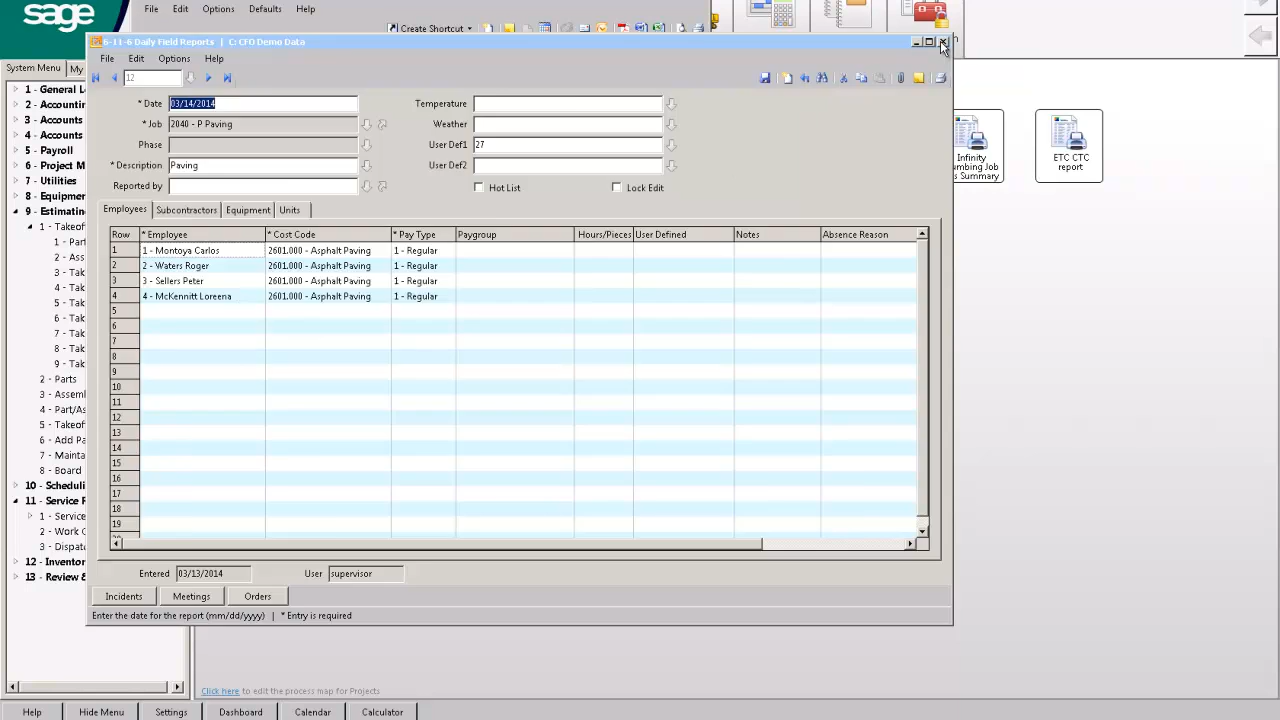 sage
File Edit Options Defaults Help
Create Shortcut
System Menu My
1 - General L
2 - Accountin
3 - Accounts
4 - Accounts
5 - Payroll
6 - Project M
7 - Utilities
8 - Equipmer
9 - Estimatin
1 - Takeof
1 - Part
2 - Ass
3 - Tak
4 - Tak
5 - Tak
6 - Tak
7 - Tak
8 - Tak
9 - Tak
2 - Parts
3 - Assemb
4 - Part/As
5 - Takeof
6 - Add Pa
7 - Mainta
8 - Board
10 - Schedulin
11 - Service R
1 - Service
2 - Work O
3 - Dispatc
12 - Inventor
13 - Review &
6-11-6 Daily Field Reports | C: CFO Demo Data
File Edit Options Help
12
* Date 03/14/2014
* Job 2040 - P Paving
Phase
* Description Paving
Reported by
Temperature
Weather
User Def1 27
User Def2
Hot List Lock Edit
Employees Subcontractors Equipment Units
Row * Employee * Cost Code * Pay Type Paygroup Hours/Pieces User Defined Notes Absence Reason
1 1 - Montoya Carlos 2601.000 - Asphalt Paving 1 - Regular
2 2 - Waters Roger 2601.000 - Asphalt Paving 1 - Regular
3 3 - Sellers Peter 2601.000 - Asphalt Paving 1 - Regular
4 4 - McKennitt Loreena 2601.000 - Asphalt Paving 1 - Regular
5
6
7
8
9
10
11
12
13
14
15
16
17
18
19
20
Entered 03/13/2014 User supervisor
Incidents Meetings Orders
Enter the date for the report (mm/dd/yyyy) | * Entry is required
Infinity
umbing Job
s Summary
ETC CTC
report
Click here to edit the process map for Projects
Help Hide Menu Settings Dashboard Calendar Calculator